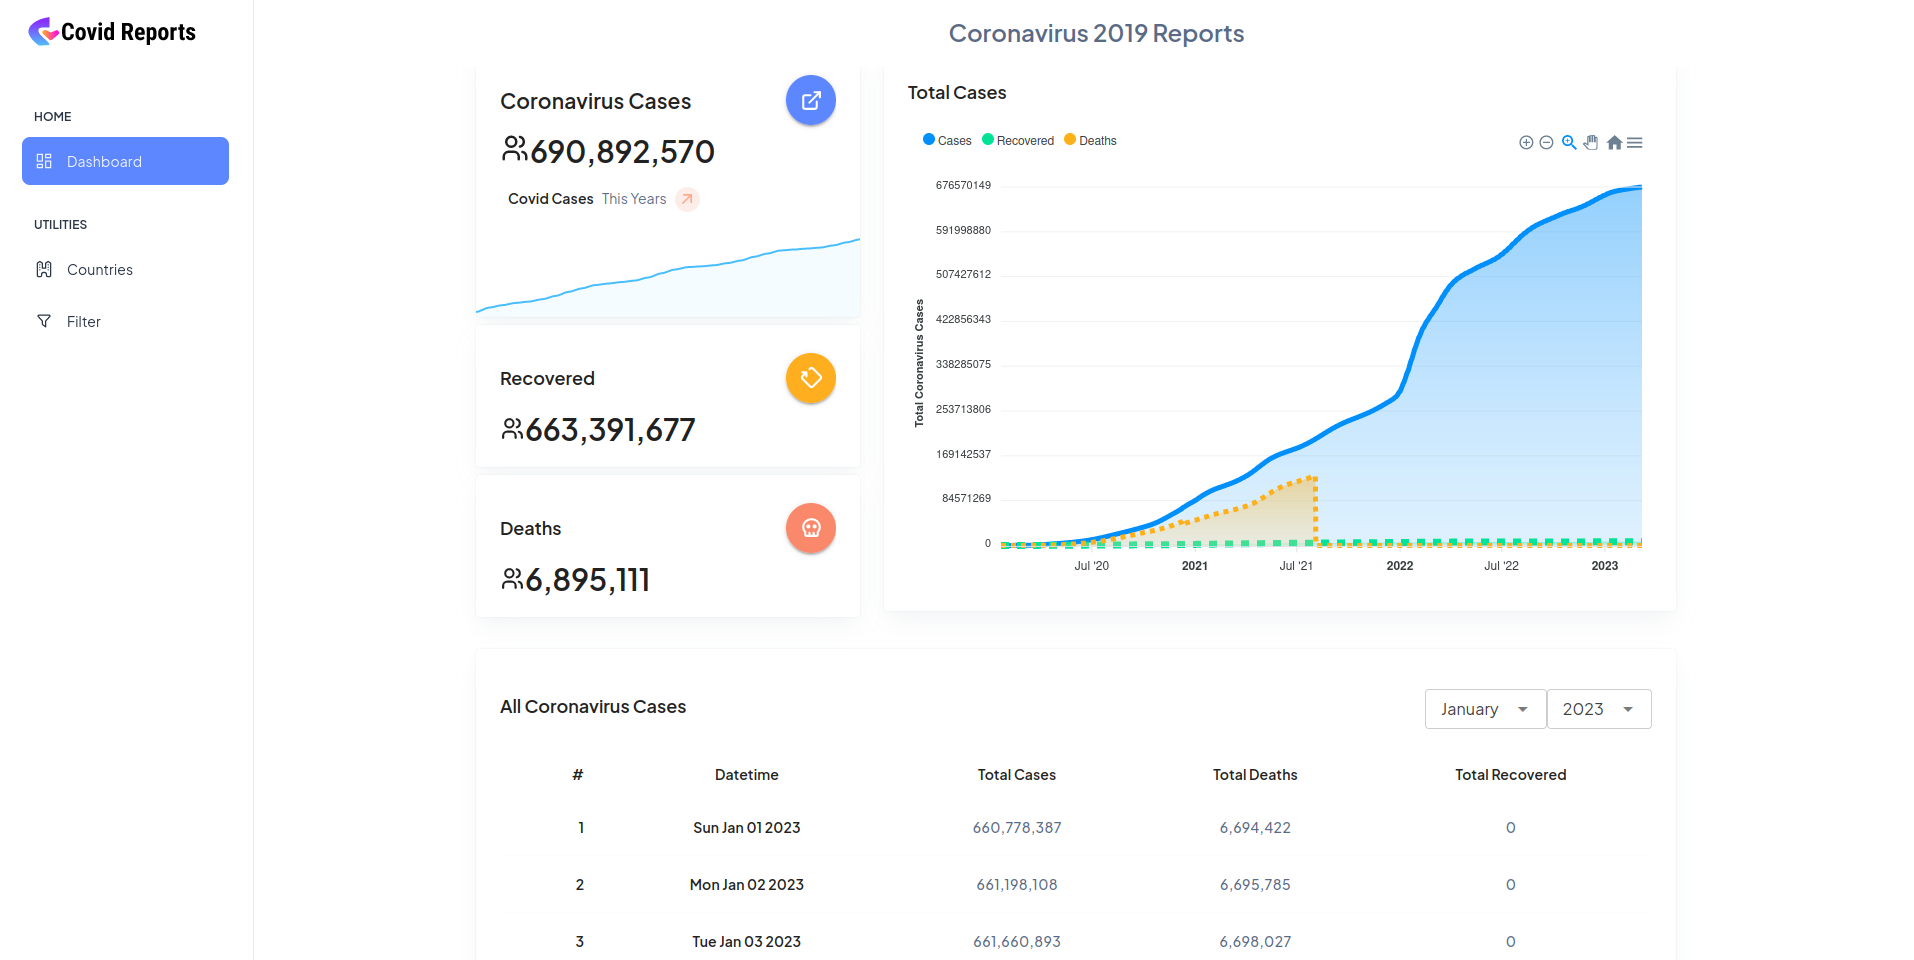 Covid Reports
Coronavirus 2019 Reports
HOME
Dashboard
UTILITIES
Countries
Filter
Coronavirus Cases
690,892,570
Covid Cases This Years
Recovered
663,391,677
Deaths
6,895,111
Total Cases
Cases Recovered Deaths
Total Coronavirus Cases
676570149
591998880
507427612
422856343
338285075
253713806
169142537
84571269
0
Jul '20 2021 Jul '21 2022 Jul '22 2023
All Coronavirus Cases
January 2023
# Datetime Total Cases Total Deaths Total Recovered
1 Sun Jan 01 2023 660,778,387 6,694,422 0
2 Mon Jan 02 2023 661,198,108 6,695,785 0
3 Tue Jan 03 2023 661,660,893 6,698,027 0